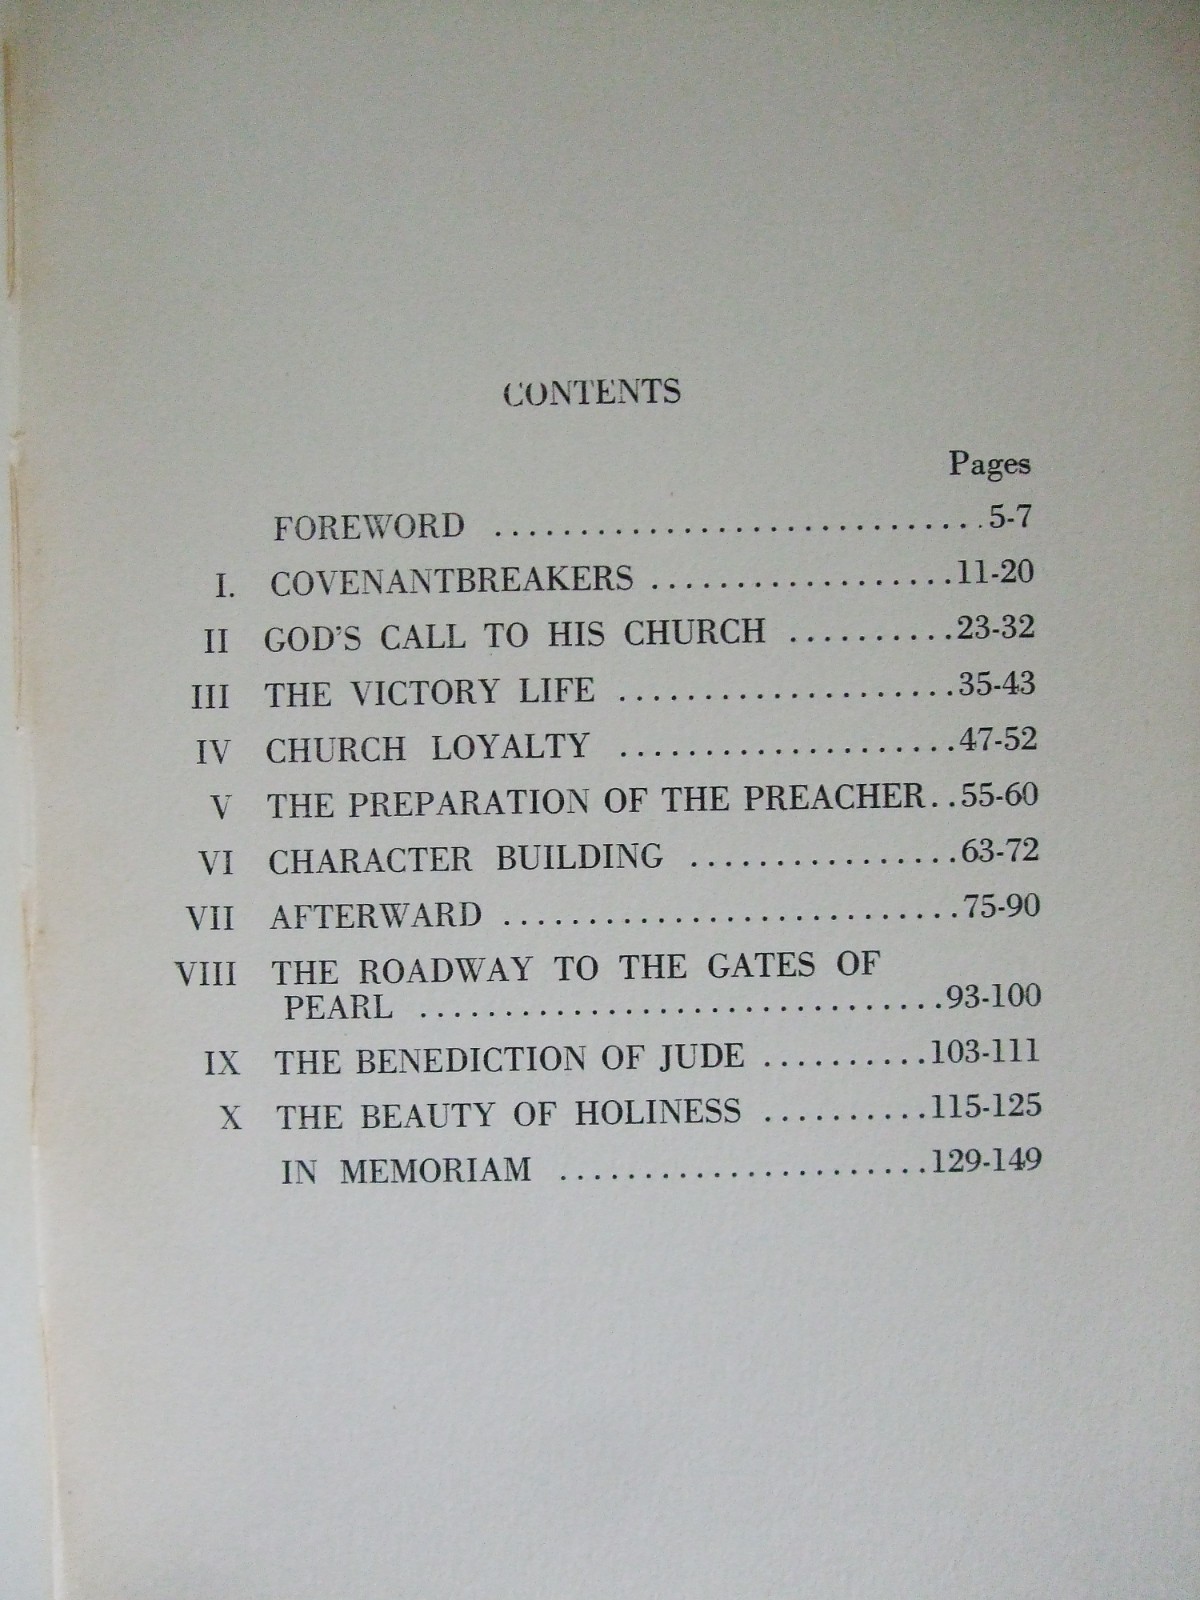 CONTENTS
Pages
FOREWORD ..............................5-7
I. COVENANTBREAKERS ..................11-20
II GOD'S CALL TO HIS CHURCH ..........23-32
III THE VICTORY LIFE ....................35-43
IV CHURCH LOYALTY ....................47-52
V THE PREPARATION OF THE PREACHER..55-60
VI CHARACTER BUILDING ................63-72
VII AFTERWARD ...........................75-90
VIII THE ROADWAY TO THE GATES OF
PEARL ...............................93-100
IX THE BENEDICTION OF JUDE ..........103-111
X THE BEAUTY OF HOLINESS ..........115-125
IN MEMORIAM ......................129-149